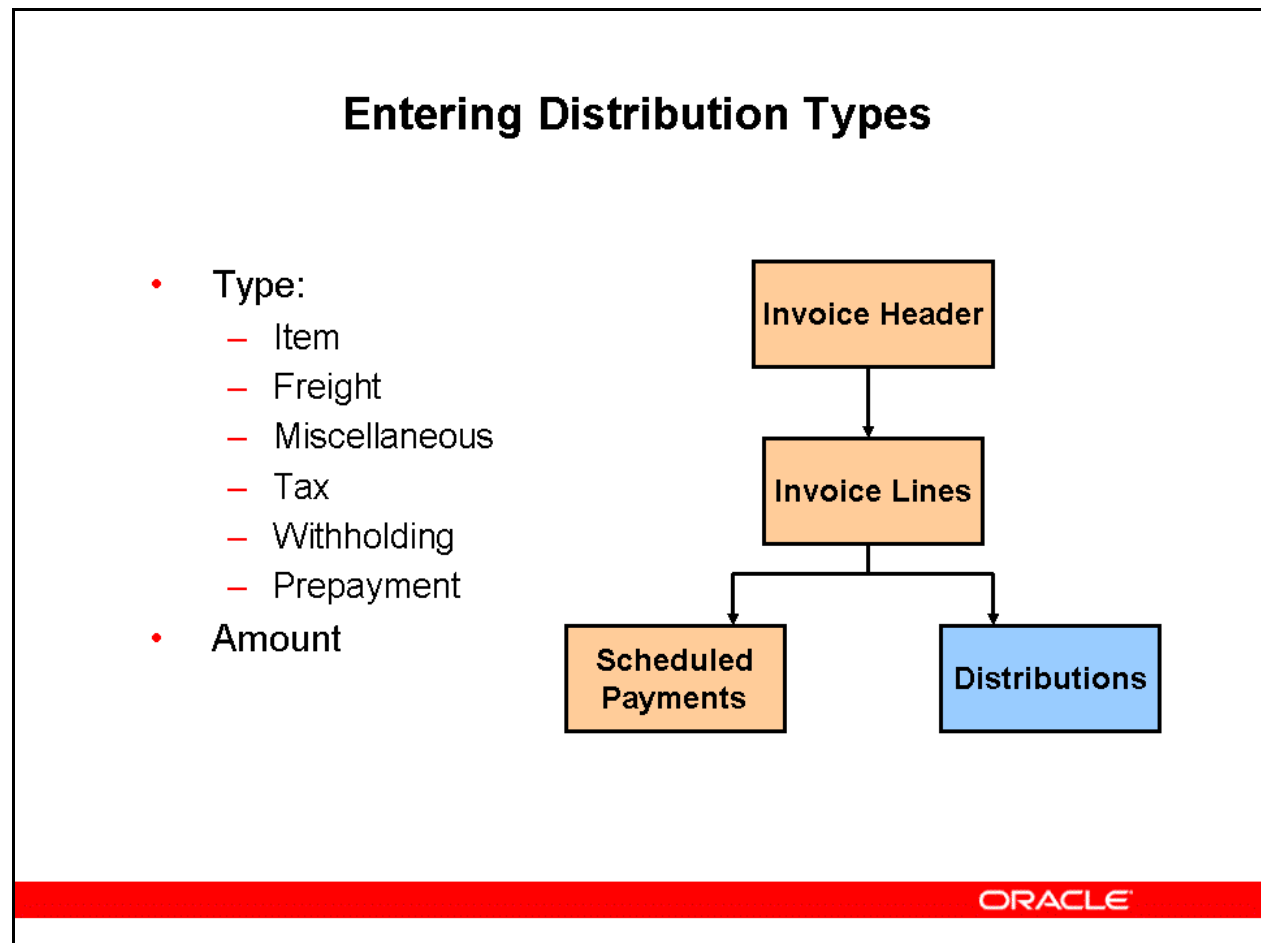 Entering Distribution Types
• Type:
– Item
– Freight
– Miscellaneous
– Tax
– Withholding
– Prepayment
• Amount
Invoice Header
Invoice Lines
Scheduled
Payments
Distributions
ORACLE